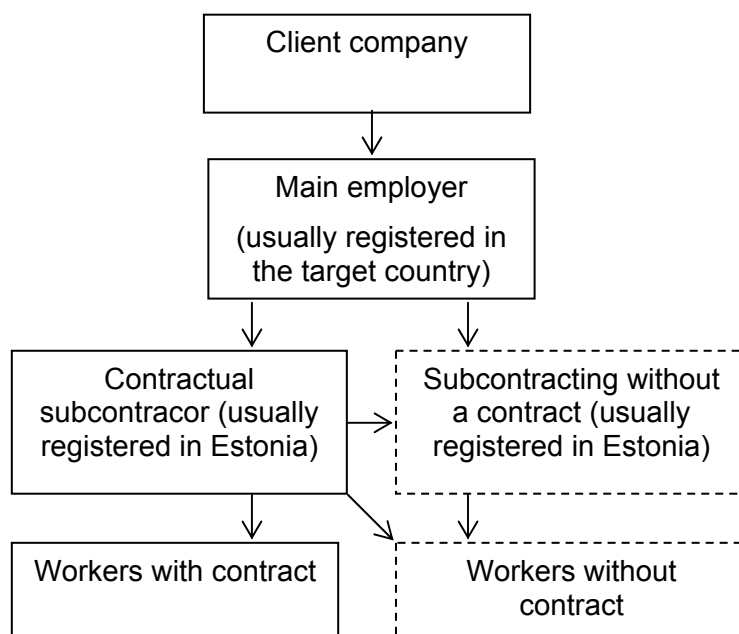 Client company
Main employer
(usually registered in
the target country)
Contractual
subcontracor (usually
registered in Estonia)
Subcontracting without
a contract (usually
registered in Estonia)
Workers with contract
Workers without
contract